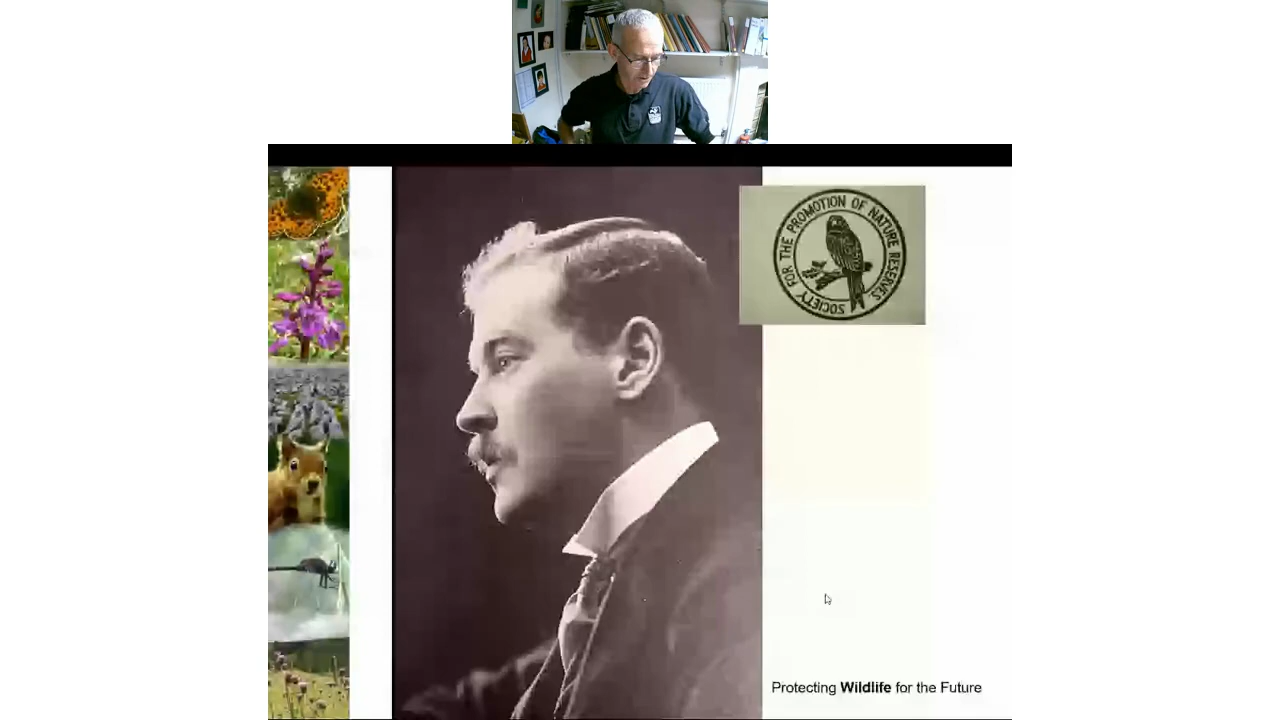 SOCIETY FOR THE PROMOTION OF NATURE RESERVES.
Protecting Wildlife for the Future